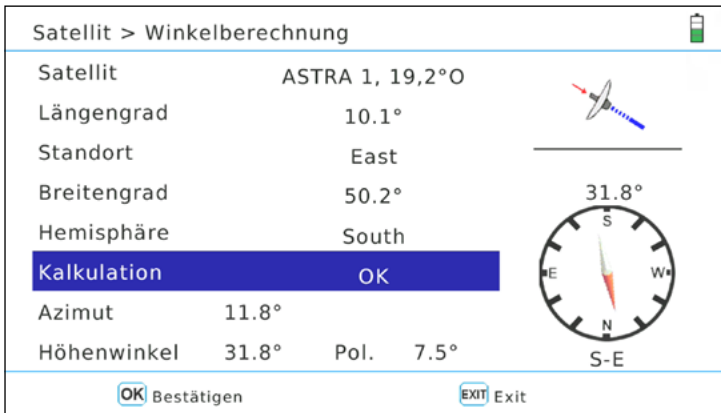 Satellit > Winkelberechnung
Satellit ASTRA 1, 19,2°O
Längengrad 10.1°
Standort East
Breitengrad 50.2°
Hemisphäre South
Kalkulation OK
Azimut 11.8°
Höhenwinkel 31.8° Pol. 7.5°
31.8°
S
E W
N
S-E
OK Bestätigen EXIT Exit